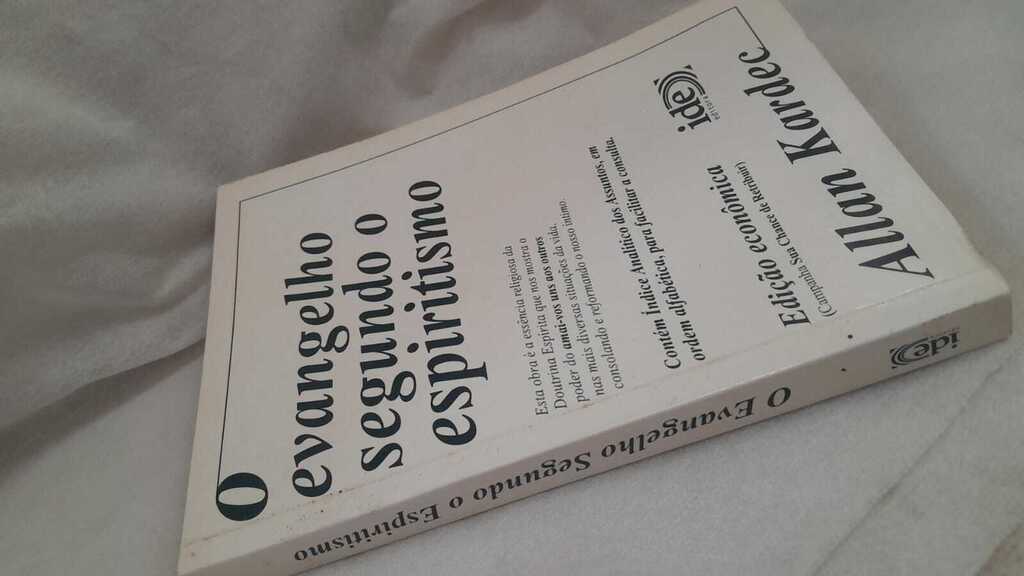 O
evangelho
segundo o
espiritismo
Esta obra é a essência religiosa da
Doutrina Espírita que nos mostra o
poder do amai-vos uns aos outros
nas mais diversas situações da vida,
consolando e reformando o nosso íntimo.
Contém Índice Analítico dos Assuntos, em
ordem alfabética, para facilitar a consulta.
Edição econômica
(Campanha Sua Chance de Retribuir)
ide
Allan Kardec
O Evangelho Segundo o Espiritismo
ide